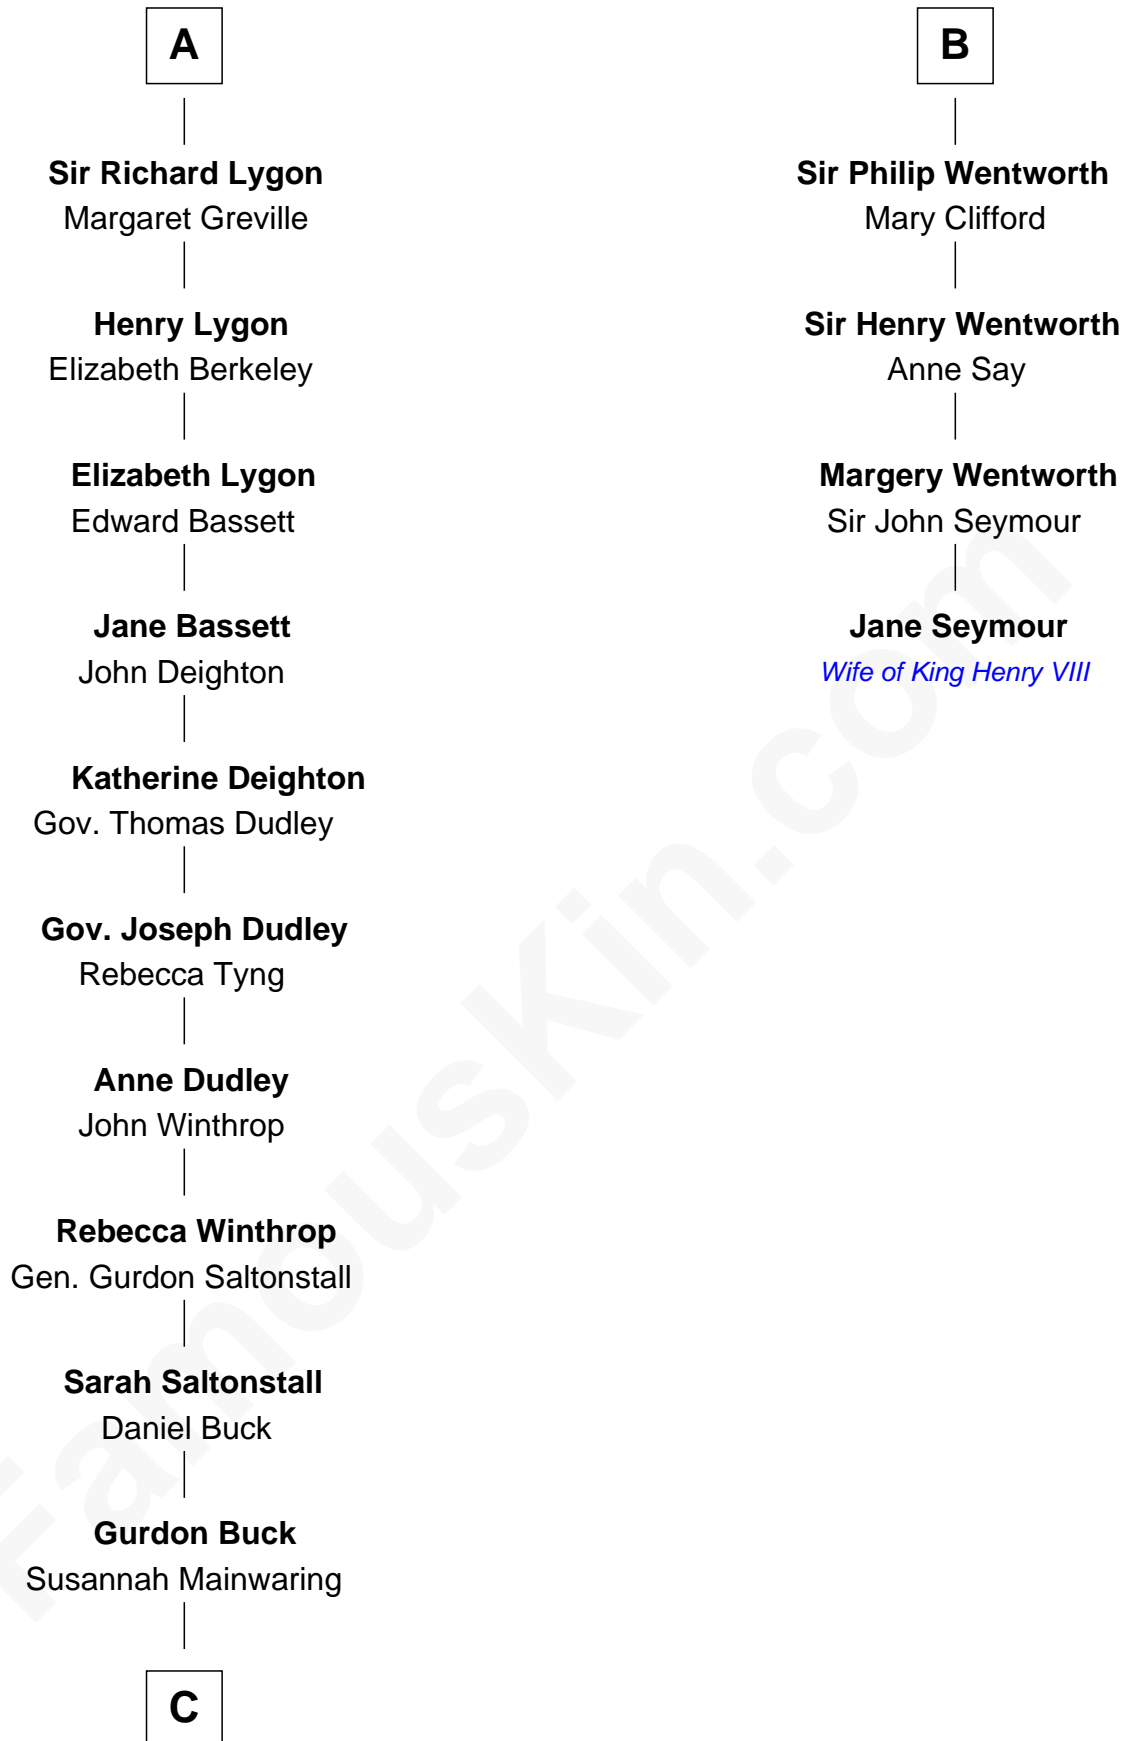 A
Sir Richard Lygon
Margaret Greville
Henry Lygon
Elizabeth Berkeley
Elizabeth Lygon
Edward Bassett
Jane Bassett
John Deighton
Katherine Deighton
Gov. Thomas Dudley
Gov. Joseph Dudley
Rebecca Tyng
Anne Dudley
John Winthrop
Rebecca Winthrop
Gen. Gurdon Saltonstall
Sarah Saltonstall
Daniel Buck
Gurdon Buck
Susannah Mainwaring
C
B
Sir Philip Wentworth
Mary Clifford
Sir Henry Wentworth
Anne Say
Margery Wentworth
Sir John Seymour
Jane Seymour
Wife of King Henry VIII
FamousKin.com